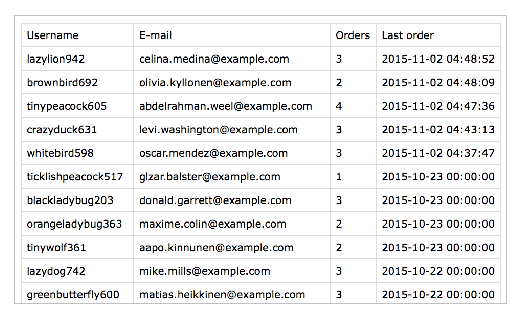 Username E-mail Orders Last order
lazylion942 celina.medina@example.com 3 2015-11-02 04:48:52
brownbird692 olivia.kyllonen@example.com 2 2015-11-02 04:48:09
tinypeacock605 abdelrahman.weel@example.com 4 2015-11-02 04:47:36
crazyduck631 levi.washington@example.com 3 2015-11-02 04:43:13
whitebird598 oscar.mendez@example.com 3 2015-11-02 04:37:47
ticklishpeacock517 glzar.balster@example.com 1 2015-10-23 00:00:00
blackladybug203 donald.garrett@example.com 3 2015-10-23 00:00:00
orangeladybug363 maxime.colin@example.com 2 2015-10-23 00:00:00
tinywolf361 aapo.kinnunen@example.com 2 2015-10-23 00:00:00
lazydog742 mike.mills@example.com 3 2015-10-22 00:00:00
greenbutterfly600 matias.heikkinen@example.com 3 2015-10-22 00:00:00